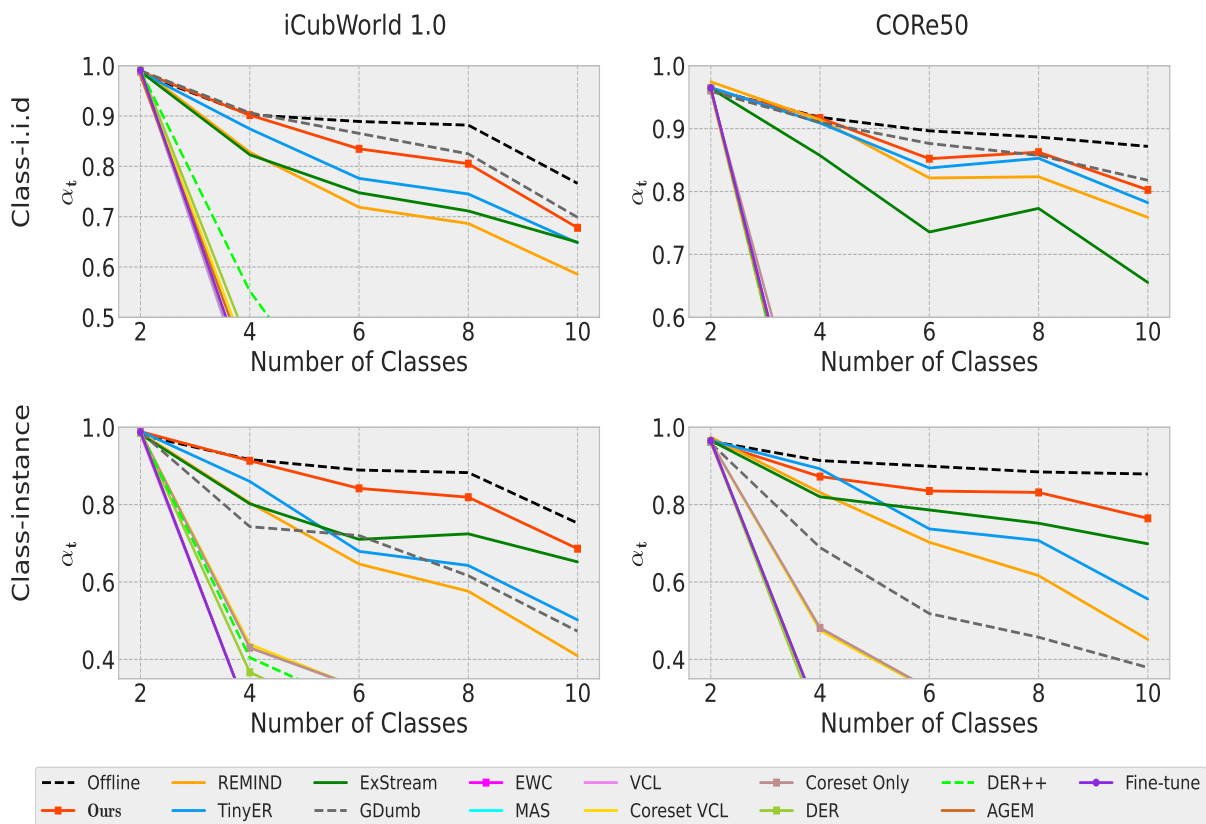 iCubWorld 1.0
CORe50
Class-i.i.d
αt
1.0
0.9
0.8
0.7
0.6
0.5
2 4 6 8 10
Number of Classes
αt
1.0
0.9
0.8
0.7
0.6
2 4 6 8 10
Number of Classes
Class-instance
αt
1.0
0.8
0.6
0.4
2 4 6 8 10
Number of Classes
αt
1.0
0.8
0.6
0.4
2 4 6 8 10
Number of Classes
Offline REMIND ExStream EWC VCL Coreset Only DER++ Fine-tune
Ours TinyER GDumb MAS Coreset VCL DER AGEM